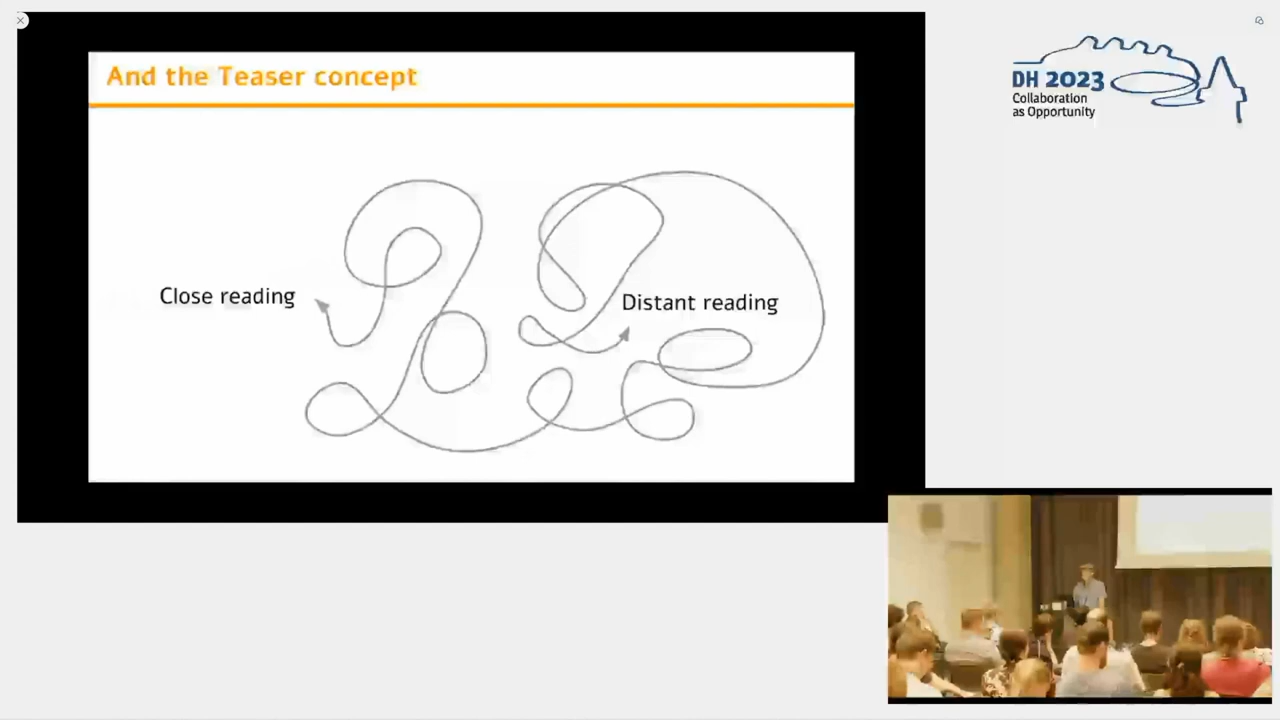 And the Teaser concept
Close reading
Distant reading
DH 2023
Collaboration
as Opportunity